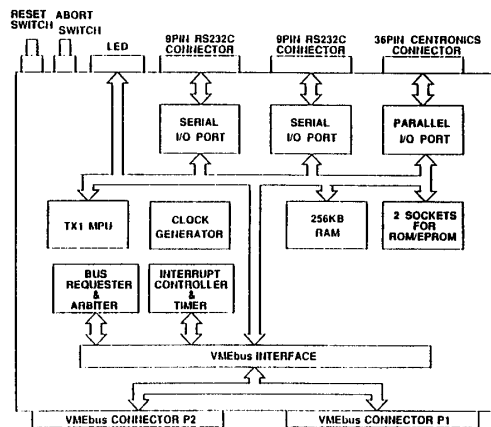 RESET
SWITCH
ABORT
SWITCH
LED
9PIN RS232C
CONNECTOR
9PIN RS232C
CONNECTOR
36PIN CENTRONICS
CONNECTOR
SERIAL
I/O PORT
SERIAL
I/O PORT
PARALLEL
I/O PORT
TX1 MPU
CLOCK
GENERATOR
256KB
RAM
2 SOCKETS
FOR
ROM/EPROM
BUS
REQUESTER
&
ARBITER
INTERRUPT
CONTROLLER
&
TIMER
VMEbus INTERFACE
VMEbus CONNECTOR P2
VMEbus CONNECTOR P1